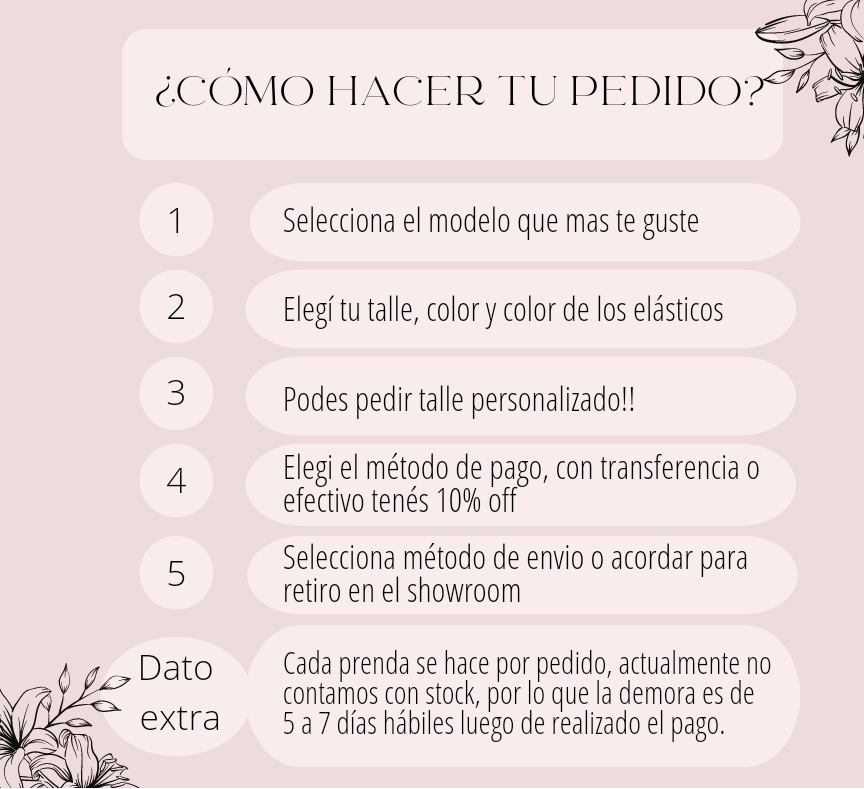 ¿CÓMO HACER TU PEDIDO?
1
Selecciona el modelo que mas te guste
2
Elegí tu talle, color y color de los elásticos
3
Podes pedir talle personalizado!!
4
Elegi el método de pago, con transferencia o
efectivo tenés 10% off
5
Selecciona método de envio o acordar para
retiro en el showroom
Dato
extra
Cada prenda se hace por pedido, actualmente no
contamos con stock, por lo que la demora es de
5 a 7 días hábiles luego de realizado el pago.